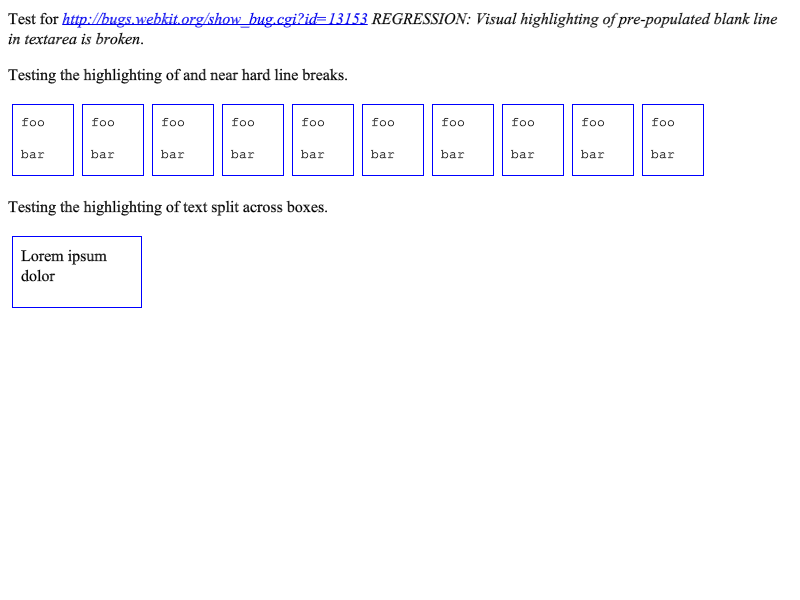 Test for http://bugs.webkit.org/show_bug.cgi?id=13153 REGRESSION: Visual highlighting of pre-populated blank line
in textarea is broken.
Testing the highlighting of and near hard line breaks.
foo foo foo foo foo foo foo foo foo foo
bar bar bar bar bar bar bar bar bar bar
Testing the highlighting of text split across boxes.
Lorem ipsum
dolor